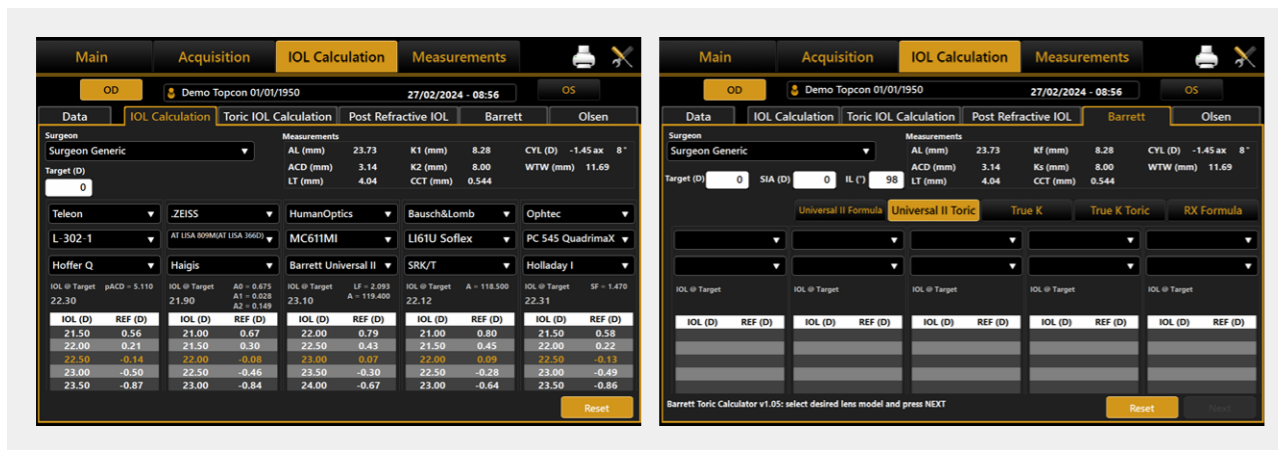 Main Acquisition IOL Calculation Measurements
OD Demo Topcon 01/01/1950 27/02/2024 - 08:56 OS
Data IOL Calculation Toric IOL Calculation Post Refractive IOL Barrett Olsen
Surgeon Measurements
Surgeon Generic AL (mm) 23.73 K1 (mm) 8.28 CYL (D) -1.45 ax 8°
Target (D) ACD (mm) 3.14 K2 (mm) 8.00 WTW (mm) 11.69
0 LT (mm) 4.04 CCT (mm) 0.544
Teleon .ZEISS HumanOptics Bausch&Lomb Ophtec
L-302-1 AT LISA 809M(AT LISA 366D) MC611MI LI61U Soflex PC 545 QuadrimaX
Hoffer Q Haigis Barrett Universal II SRK/T Holladay I
IOL @ Target pACD = 5.110 IOL @ Target A0 = 0.675 IOL @ Target LF = 2.093 IOL @ Target A = 118.500 IOL @ Target SF = 1.470
22.30 21.90 A1 = 0.028 23.10 A = 119.400 22.12 22.31
A2 = 0.149
IOL (D) REF (D) IOL (D) REF (D) IOL (D) REF (D) IOL (D) REF (D) IOL (D) REF (D)
21.50 0.56 21.00 0.67 22.00 0.79 21.00 0.80 21.50 0.58
22.00 0.21 21.50 0.30 22.50 0.43 21.50 0.45 22.00 0.22
22.50 -0.14 22.00 -0.08 23.00 0.07 22.00 0.09 22.50 -0.13
23.00 -0.50 22.50 -0.46 23.50 -0.30 22.50 -0.28 23.00 -0.49
23.50 -0.87 23.00 -0.84 24.00 -0.67 23.00 -0.64 23.50 -0.86
Reset
Main Acquisition IOL Calculation Measurements
OD Demo Topcon 01/01/1950 27/02/2024 - 08:56 OS
Data IOL Calculation Toric IOL Calculation Post Refractive IOL Barrett Olsen
Surgeon Measurements
Surgeon Generic AL (mm) 23.73 Kf (mm) 8.28 CYL (D) -1.45 ax 8°
Target (D) 0 SIA (D) 0 IL (°) 98 ACD (mm) 3.14 Ks (mm) 8.00 WTW (mm) 11.69
LT (mm) 4.04 CCT (mm) 0.544
Universal II Formula Universal II Toric True K True K Toric RX Formula
IOL @ Target IOL @ Target IOL @ Target IOL @ Target IOL @ Target
IOL (D) REF (D) IOL (D) REF (D) IOL (D) REF (D) IOL (D) REF (D) IOL (D) REF (D)
Barrett Toric Calculator v1.05: select desired lens model and press NEXT
Reset Next